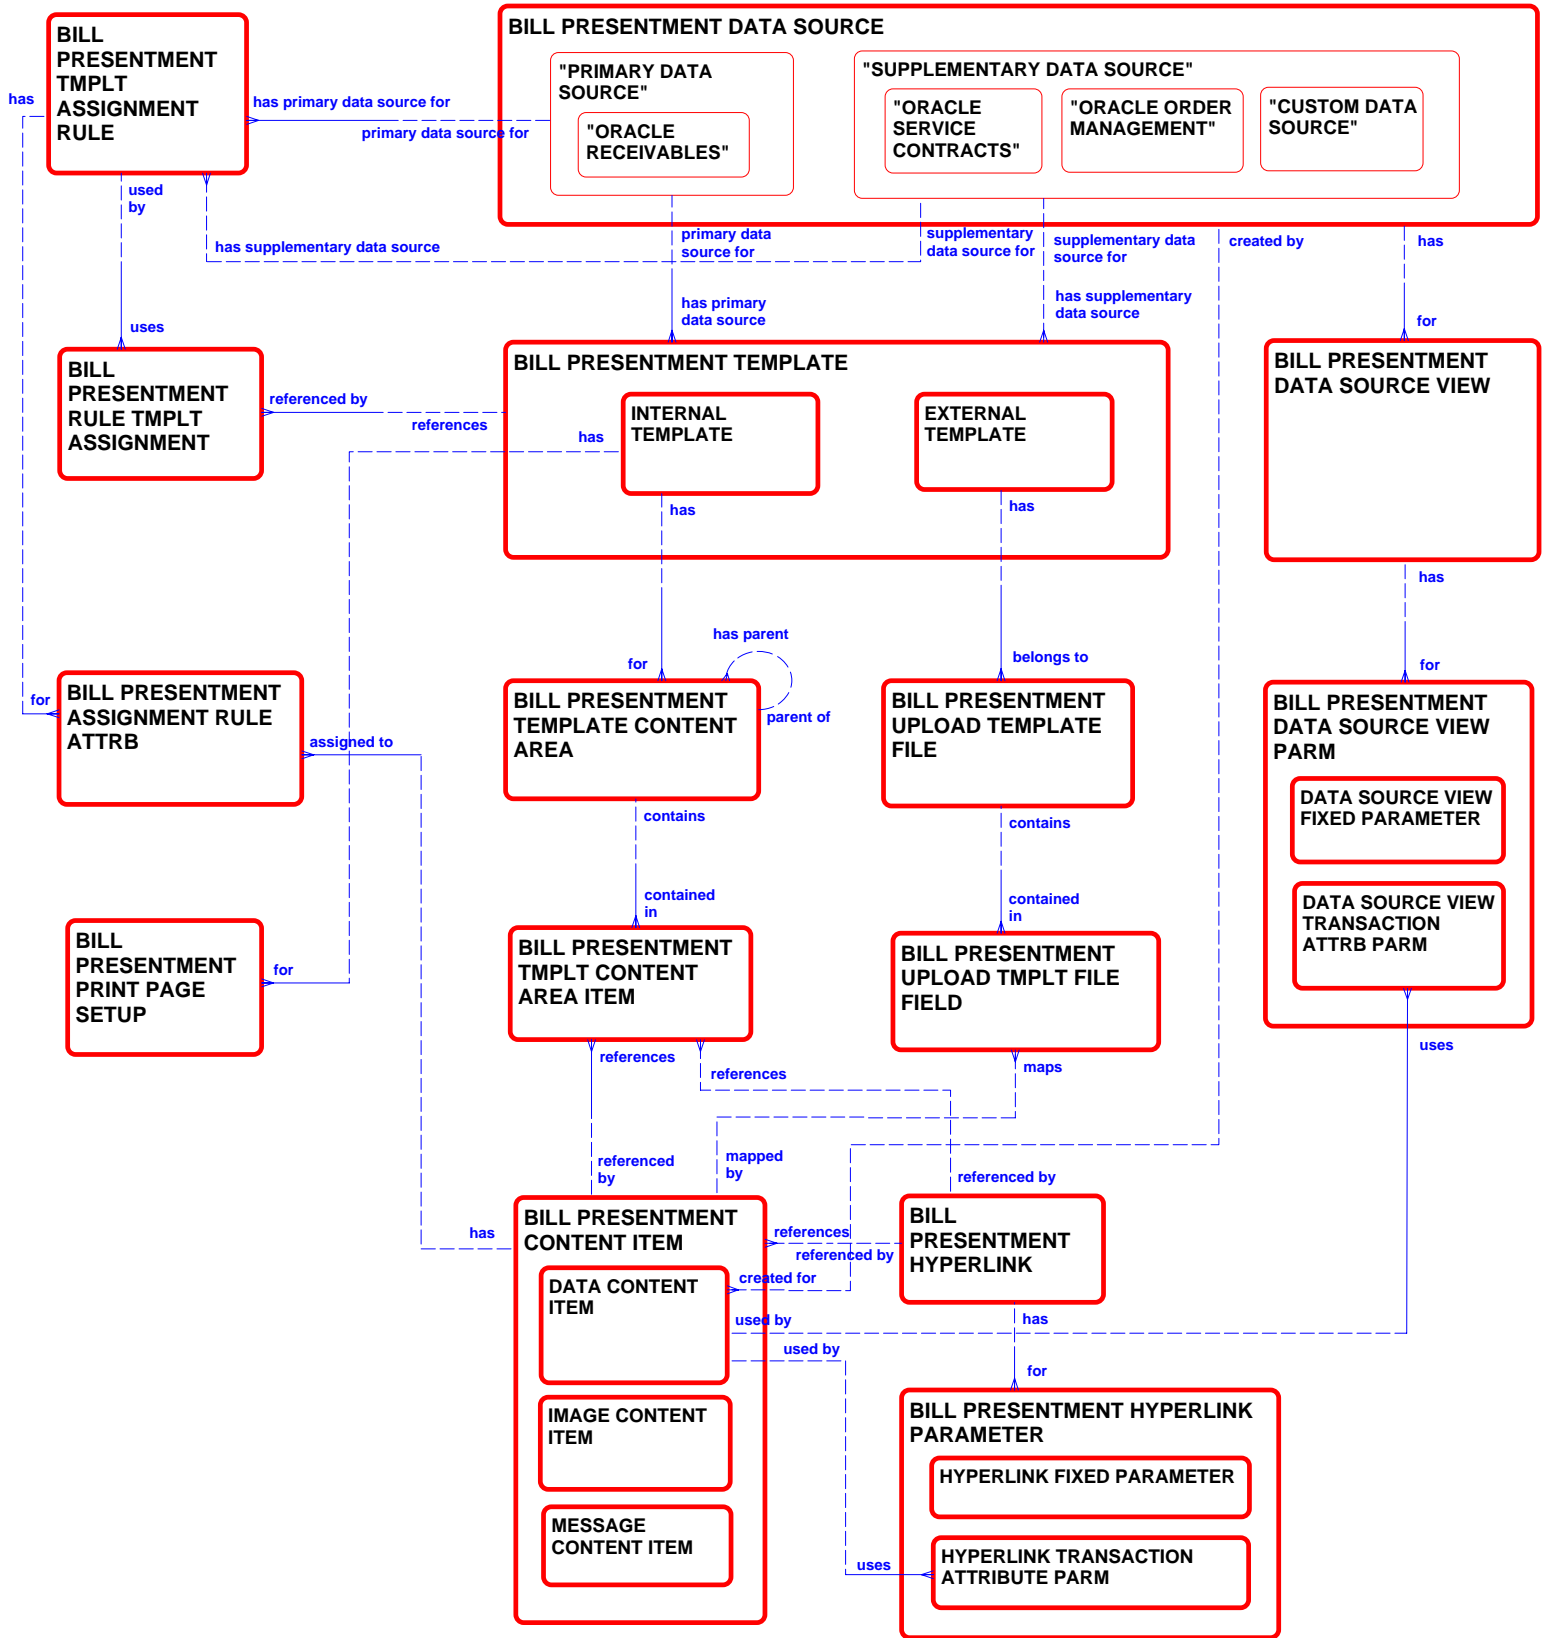 BILL
PRESENTMENT
TMPLT
ASSIGNMENT
RULE
BILL PRESENTMENT DATA SOURCE
"PRIMARY DATA
SOURCE"
"ORACLE
RECEIVABLES"
"SUPPLEMENTARY DATA SOURCE"
"ORACLE
SERVICE
CONTRACTS"
"ORACLE ORDER
MANAGEMENT"
"CUSTOM DATA
SOURCE"
has
has primary data source for
primary data source for
used
by
has supplementary data source
primary data
source for
supplementary
data source for
supplementary data
source for
created by
has
has primary
data source
has supplementary
data source
for
uses
BILL
PRESENTMENT
RULE TMPLT
ASSIGNMENT
referenced by
references
BILL PRESENTMENT TEMPLATE
has
INTERNAL
TEMPLATE
EXTERNAL
TEMPLATE
has
has
BILL PRESENTMENT
DATA SOURCE VIEW
has
for
has parent
for
parent of
belongs to
for
BILL PRESENTMENT
ASSIGNMENT RULE
ATTRB
assigned to
BILL PRESENTMENT
TEMPLATE CONTENT
AREA
BILL PRESENTMENT
UPLOAD TEMPLATE
FILE
BILL PRESENTMENT
DATA SOURCE VIEW
PARM
DATA SOURCE VIEW
FIXED PARAMETER
DATA SOURCE VIEW
TRANSACTION
ATTRB PARM
contains
contains
contained
in
contained
in
BILL
PRESENTMENT
PRINT PAGE
SETUP
for
BILL PRESENTMENT
TMPLT CONTENT
AREA ITEM
BILL PRESENTMENT
UPLOAD TMPLT FILE
FIELD
uses
references
references
maps
referenced
by
mapped
by
referenced by
has
BILL PRESENTMENT
CONTENT ITEM
references
referenced by
BILL
PRESENTMENT
HYPERLINK
DATA CONTENT
ITEM
created for
used by
used by
has
for
IMAGE CONTENT
ITEM
MESSAGE
CONTENT ITEM
BILL PRESENTMENT HYPERLINK
PARAMETER
HYPERLINK FIXED PARAMETER
uses
HYPERLINK TRANSACTION
ATTRIBUTE PARM